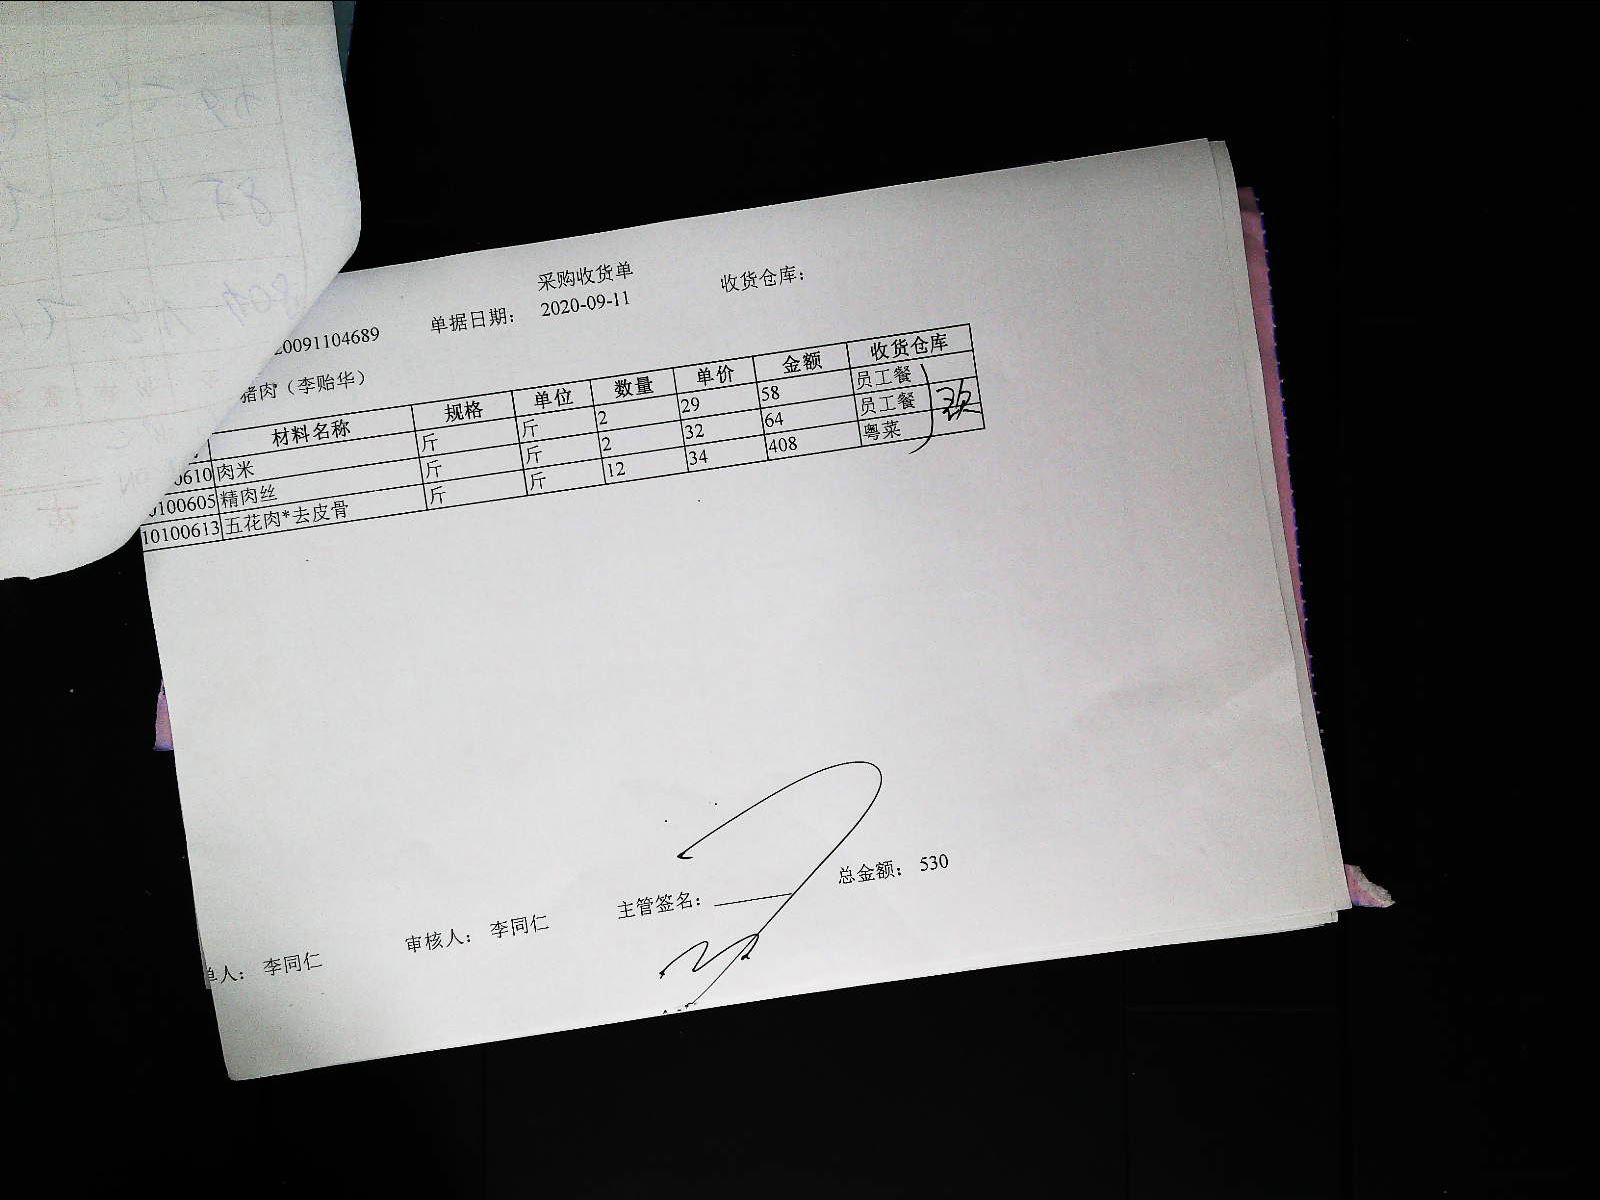 采购收货单
20091104689 单据日期： 2020-09-11 收货仓库：
猪肉（李贻华）
材料名称 规格 单位 数量 单价 金额 收货仓库
0610 肉米 斤 斤 2 29 58 员工餐
0100605 精肉丝 斤 斤 2 32 64 员工餐
10100613 五花肉*去皮骨 斤 斤 12 34 408 粤菜
单人： 李同仁 审核人： 李同仁 主管签名： 总金额： 530